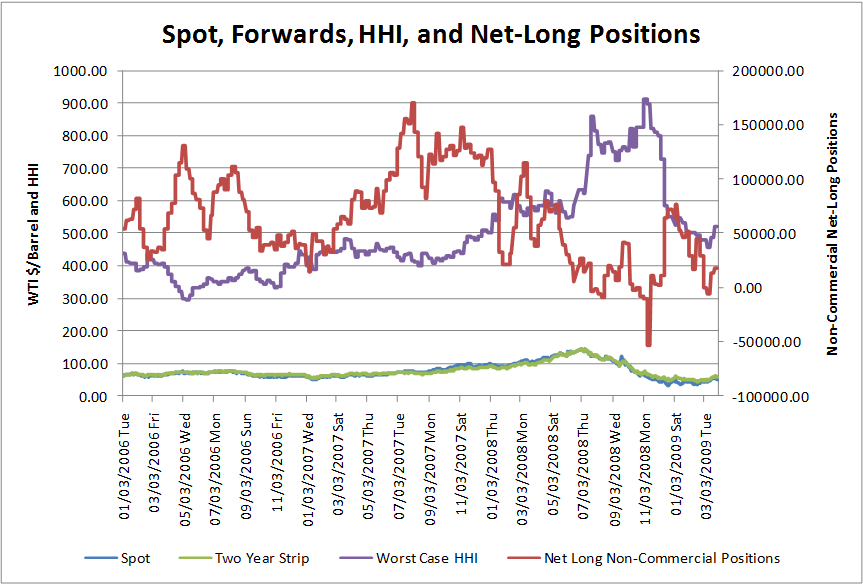 Spot, Forwards, HHI, and Net-Long Positions
WTI $/Barrel and HHI
1000.00
900.00
800.00
700.00
600.00
500.00
400.00
300.00
200.00
100.00
0.00
200000.00
150000.00
100000.00
50000.00
0.00
-50000.00
-100000.00
Non-Commercial Net-Long Positions
01/03/2006 Tue
03/03/2006 Fri
05/03/2006 Wed
07/03/2006 Mon
09/03/2006 Sun
11/03/2006 Fri
01/03/2007 Wed
03/03/2007 Sat
05/03/2007 Thu
07/03/2007 Tue
09/03/2007 Mon
11/03/2007 Sat
01/03/2008 Thu
03/03/2008 Mon
05/03/2008 Sat
07/03/2008 Thu
09/03/2008 Wed
11/03/2008 Mon
01/03/2009 Sat
03/03/2009 Tue
Spot
Two Year Strip
Worst Case HHI
Net Long Non-Commercial Positions